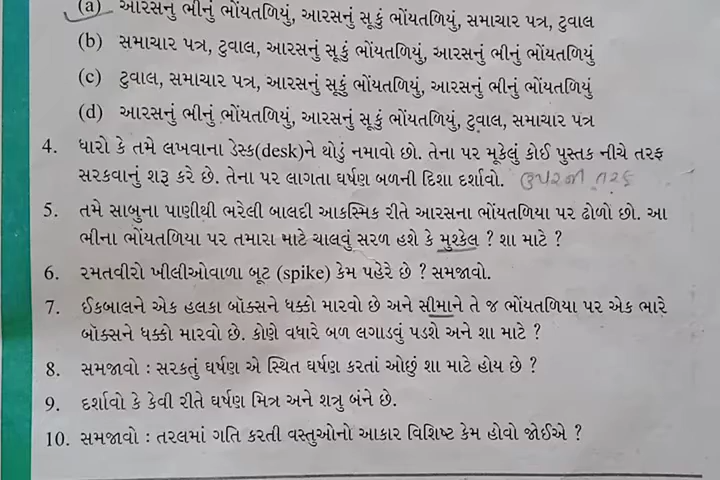 (a) આરસનું ભીનું ભોંયતળિયું, આરસનું સૂકું ભોંયતળિયું, સમાચાર પત્ર, ટુવાલ
(b) સમાચાર પત્ર, ટુવાલ, આરસનું સૂકું ભોંયતળિયું, આરસનું ભીનું ભોંયતળિયું
(c) ટુવાલ, સમાચાર પત્ર, આરસનું સૂકું ભોંયતળિયું, આરસનું ભીનું ભોંયતળિયું
(d) આરસનું ભીનું ભોંયતળિયું, આરસનું સૂકું ભોંયતળિયું, ટુવાલ, સમાચાર પત્ર
4. ધારો કે તમે લખવાના ડેસ્ક(desk)ને થોડું નમાવો છો. તેના પર મૂકેલું કોઈ પુસ્તક નીચે તરફ
સરકવાનું શરૂ કરે છે. તેના પર લાગતા ઘર્ષણ બળની દિશા દર્શાવો. ઉપરની તરફ
5. તમે સાબુના પાણીથી ભરેલી બાલદી આકસ્મિક રીતે આરસના ભોંયતળિયા પર ઢોળો છો. આ
ભીના ભોંયતળિયા પર તમારા માટે ચાલવું સરળ હશે કે મુશ્કેલ ? શા માટે ?
6. રમતવીરો ખીલીઓવાળા બૂટ (spike) કેમ પહેરે છે ? સમજાવો.
7. ઈકબાલને એક હલકા બૉક્સને ધક્કો મારવો છે અને સીમાને તે જ ભોંયતળિયા પર એક ભારે
બૉક્સને ધક્કો મારવો છે. કોણે વધારે બળ લગાડવું પડશે અને શા માટે ?
8. સમજાવો : સરકતું ઘર્ષણ એ સ્થિત ઘર્ષણ કરતાં ઓછું શા માટે હોય છે ?
9. દર્શાવો કે કેવી રીતે ઘર્ષણ મિત્ર અને શત્રુ બંને છે.
10. સમજાવો : તરલમાં ગતિ કરતી વસ્તુઓનો આકાર વિશિષ્ટ કેમ હોવો જોઈએ ?